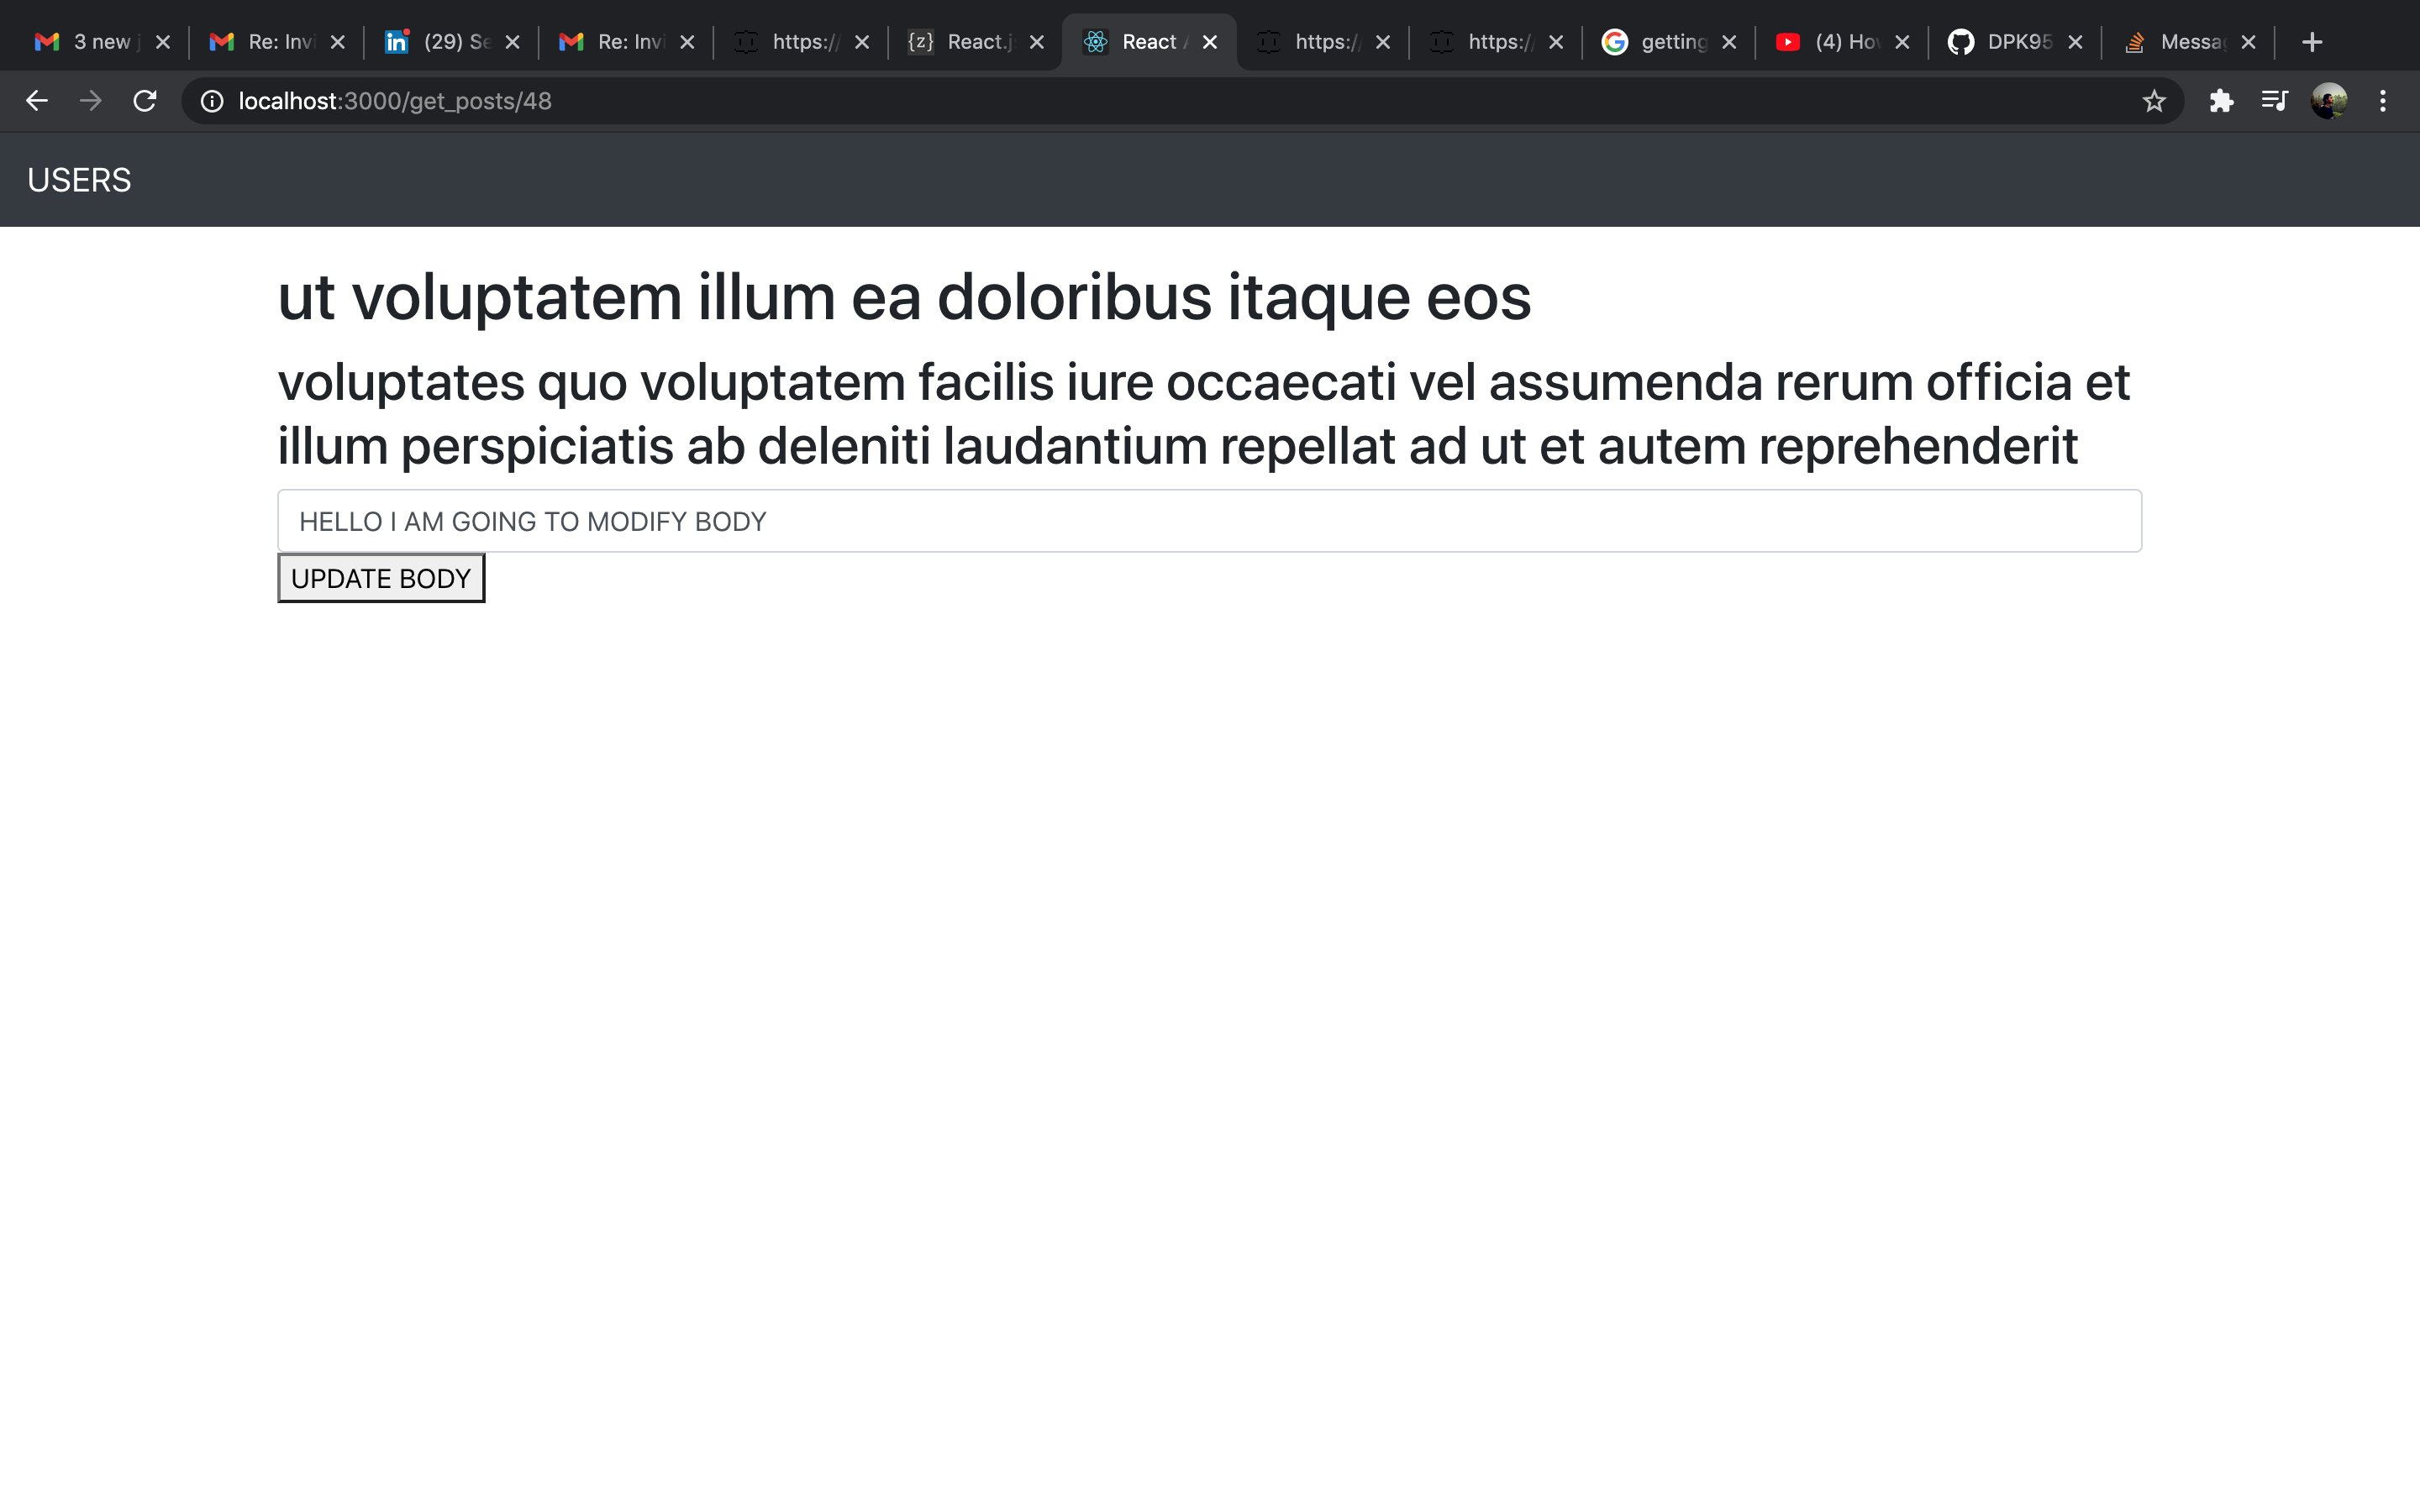 3 new
Re: Invi
(29) Se
Re: Invi
https://
{z} React.j
React
https://
https://
getting
(4) Ho
DPK95
Messa
localhost:3000/get_posts/48
USERS
ut voluptatem illum ea doloribus itaque eos
voluptates quo voluptatem facilis iure occaecati vel assumenda rerum officia et
illum perspiciatis ab deleniti laudantium repellat ad ut et autem reprehenderit
HELLO I AM GOING TO MODIFY BODY
UPDATE BODY